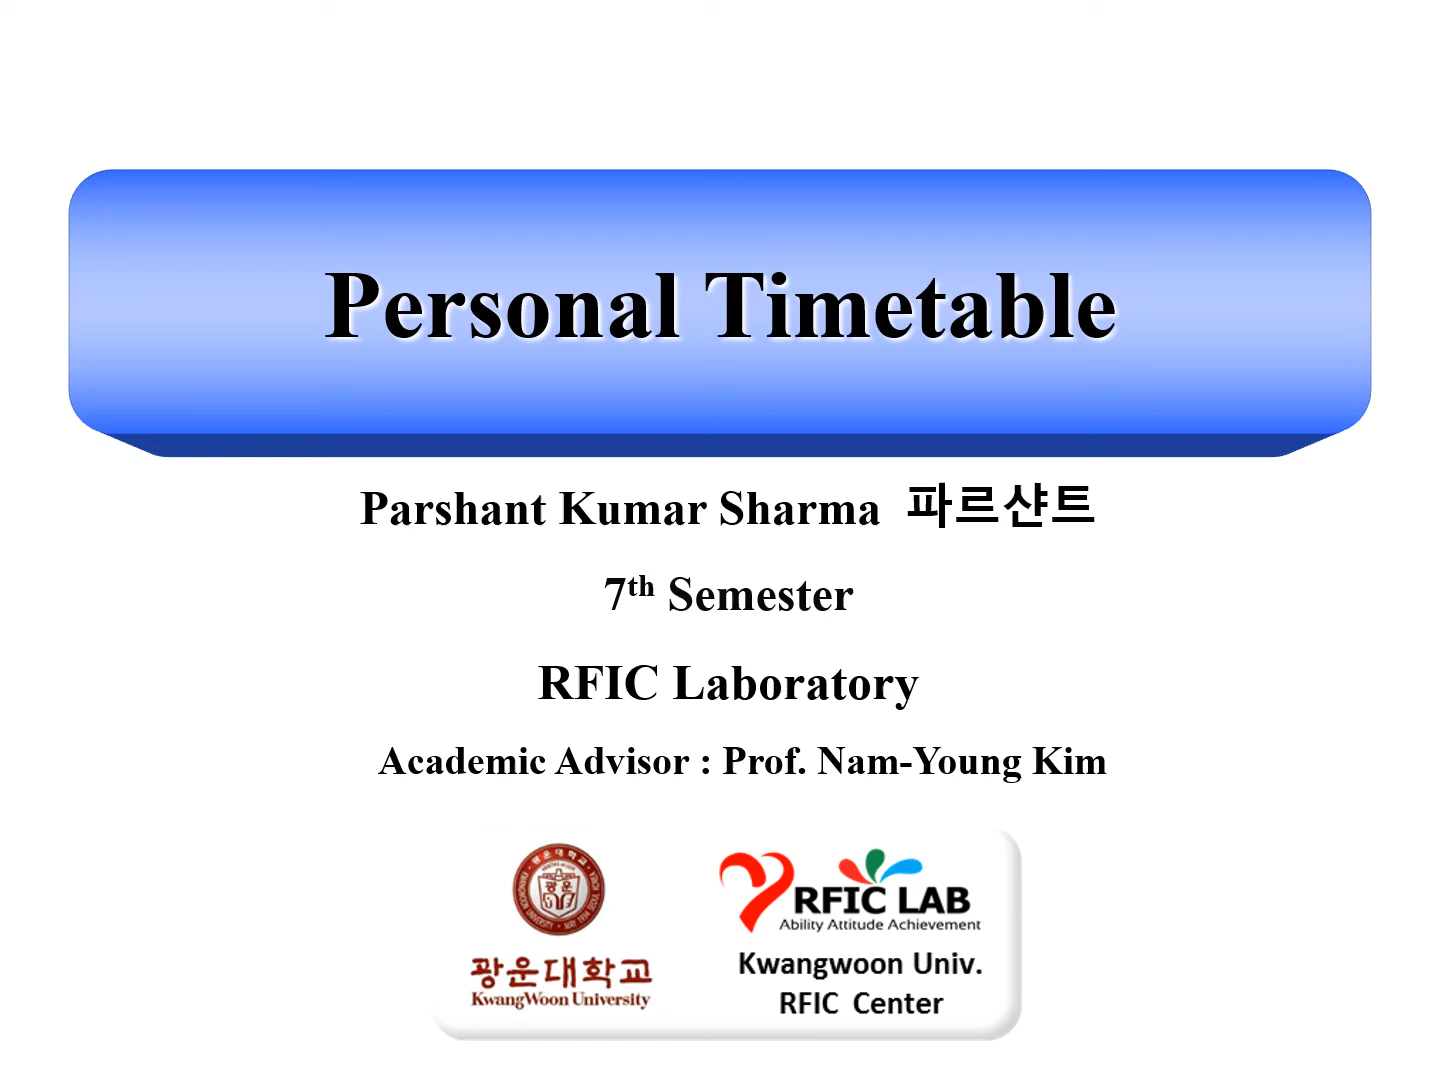 Personal Timetable
Parshant Kumar Sharma 파르샨트
7th Semester
RFIC Laboratory
Academic Advisor : Prof. Nam-Young Kim
광운대학교
KwangWoon University
RFIC LAB
Ability Attitude Achievement
Kwangwoon Univ.
RFIC Center